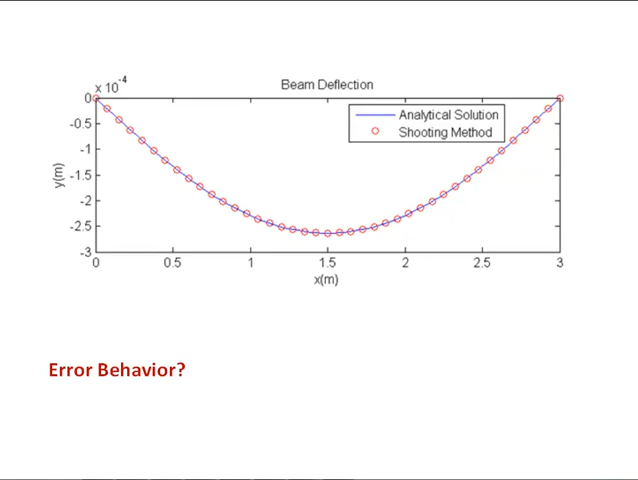 x 10^-4
Beam Deflection
0
-0.5
-1
-1.5
-2
-2.5
-3
y(m)
Analytical Solution
Shooting Method
0 0.5 1 1.5 2 2.5 3
x(m)
Error Behavior?